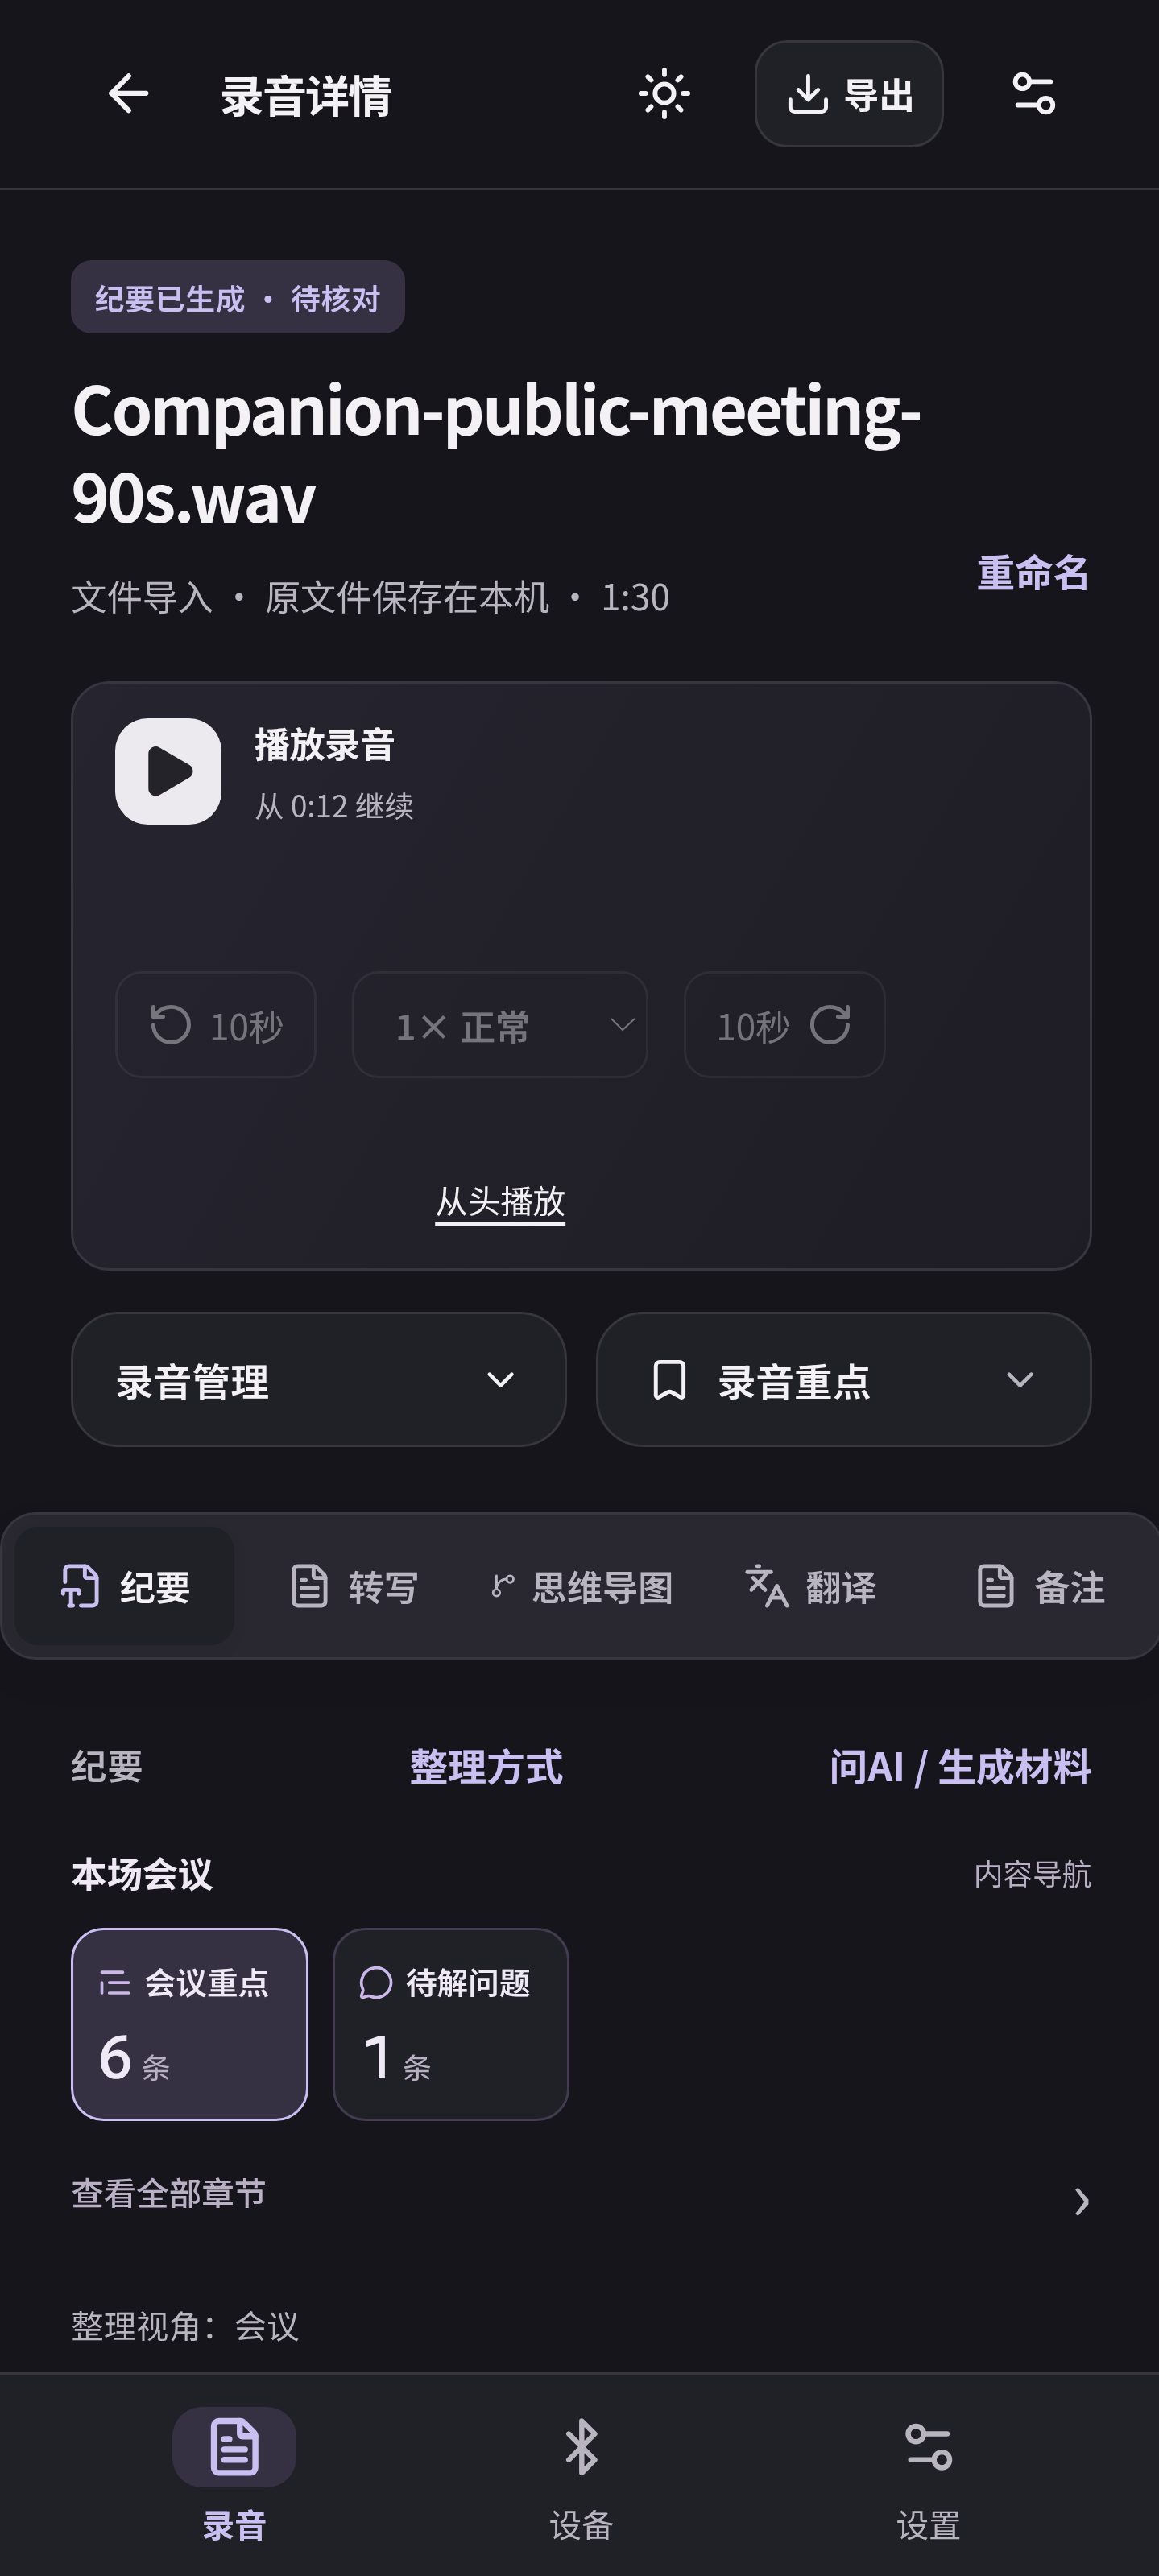 录音详情
导出
纪要已生成 · 待核对
Companion-public-meeting-
90s.wav
重命名
文件导入 · 原文件保存在本机 · 1:30
播放录音
从 0:12 继续
10秒
1× 正常
10秒
从头播放
录音管理
录音重点
纪要
转写
思维导图
翻译
备注
纪要
整理方式
问AI / 生成材料
本场会议
内容导航
会议重点
6 条
待解问题
1 条
查看全部章节
整理视角：会议
录音
设备
设置